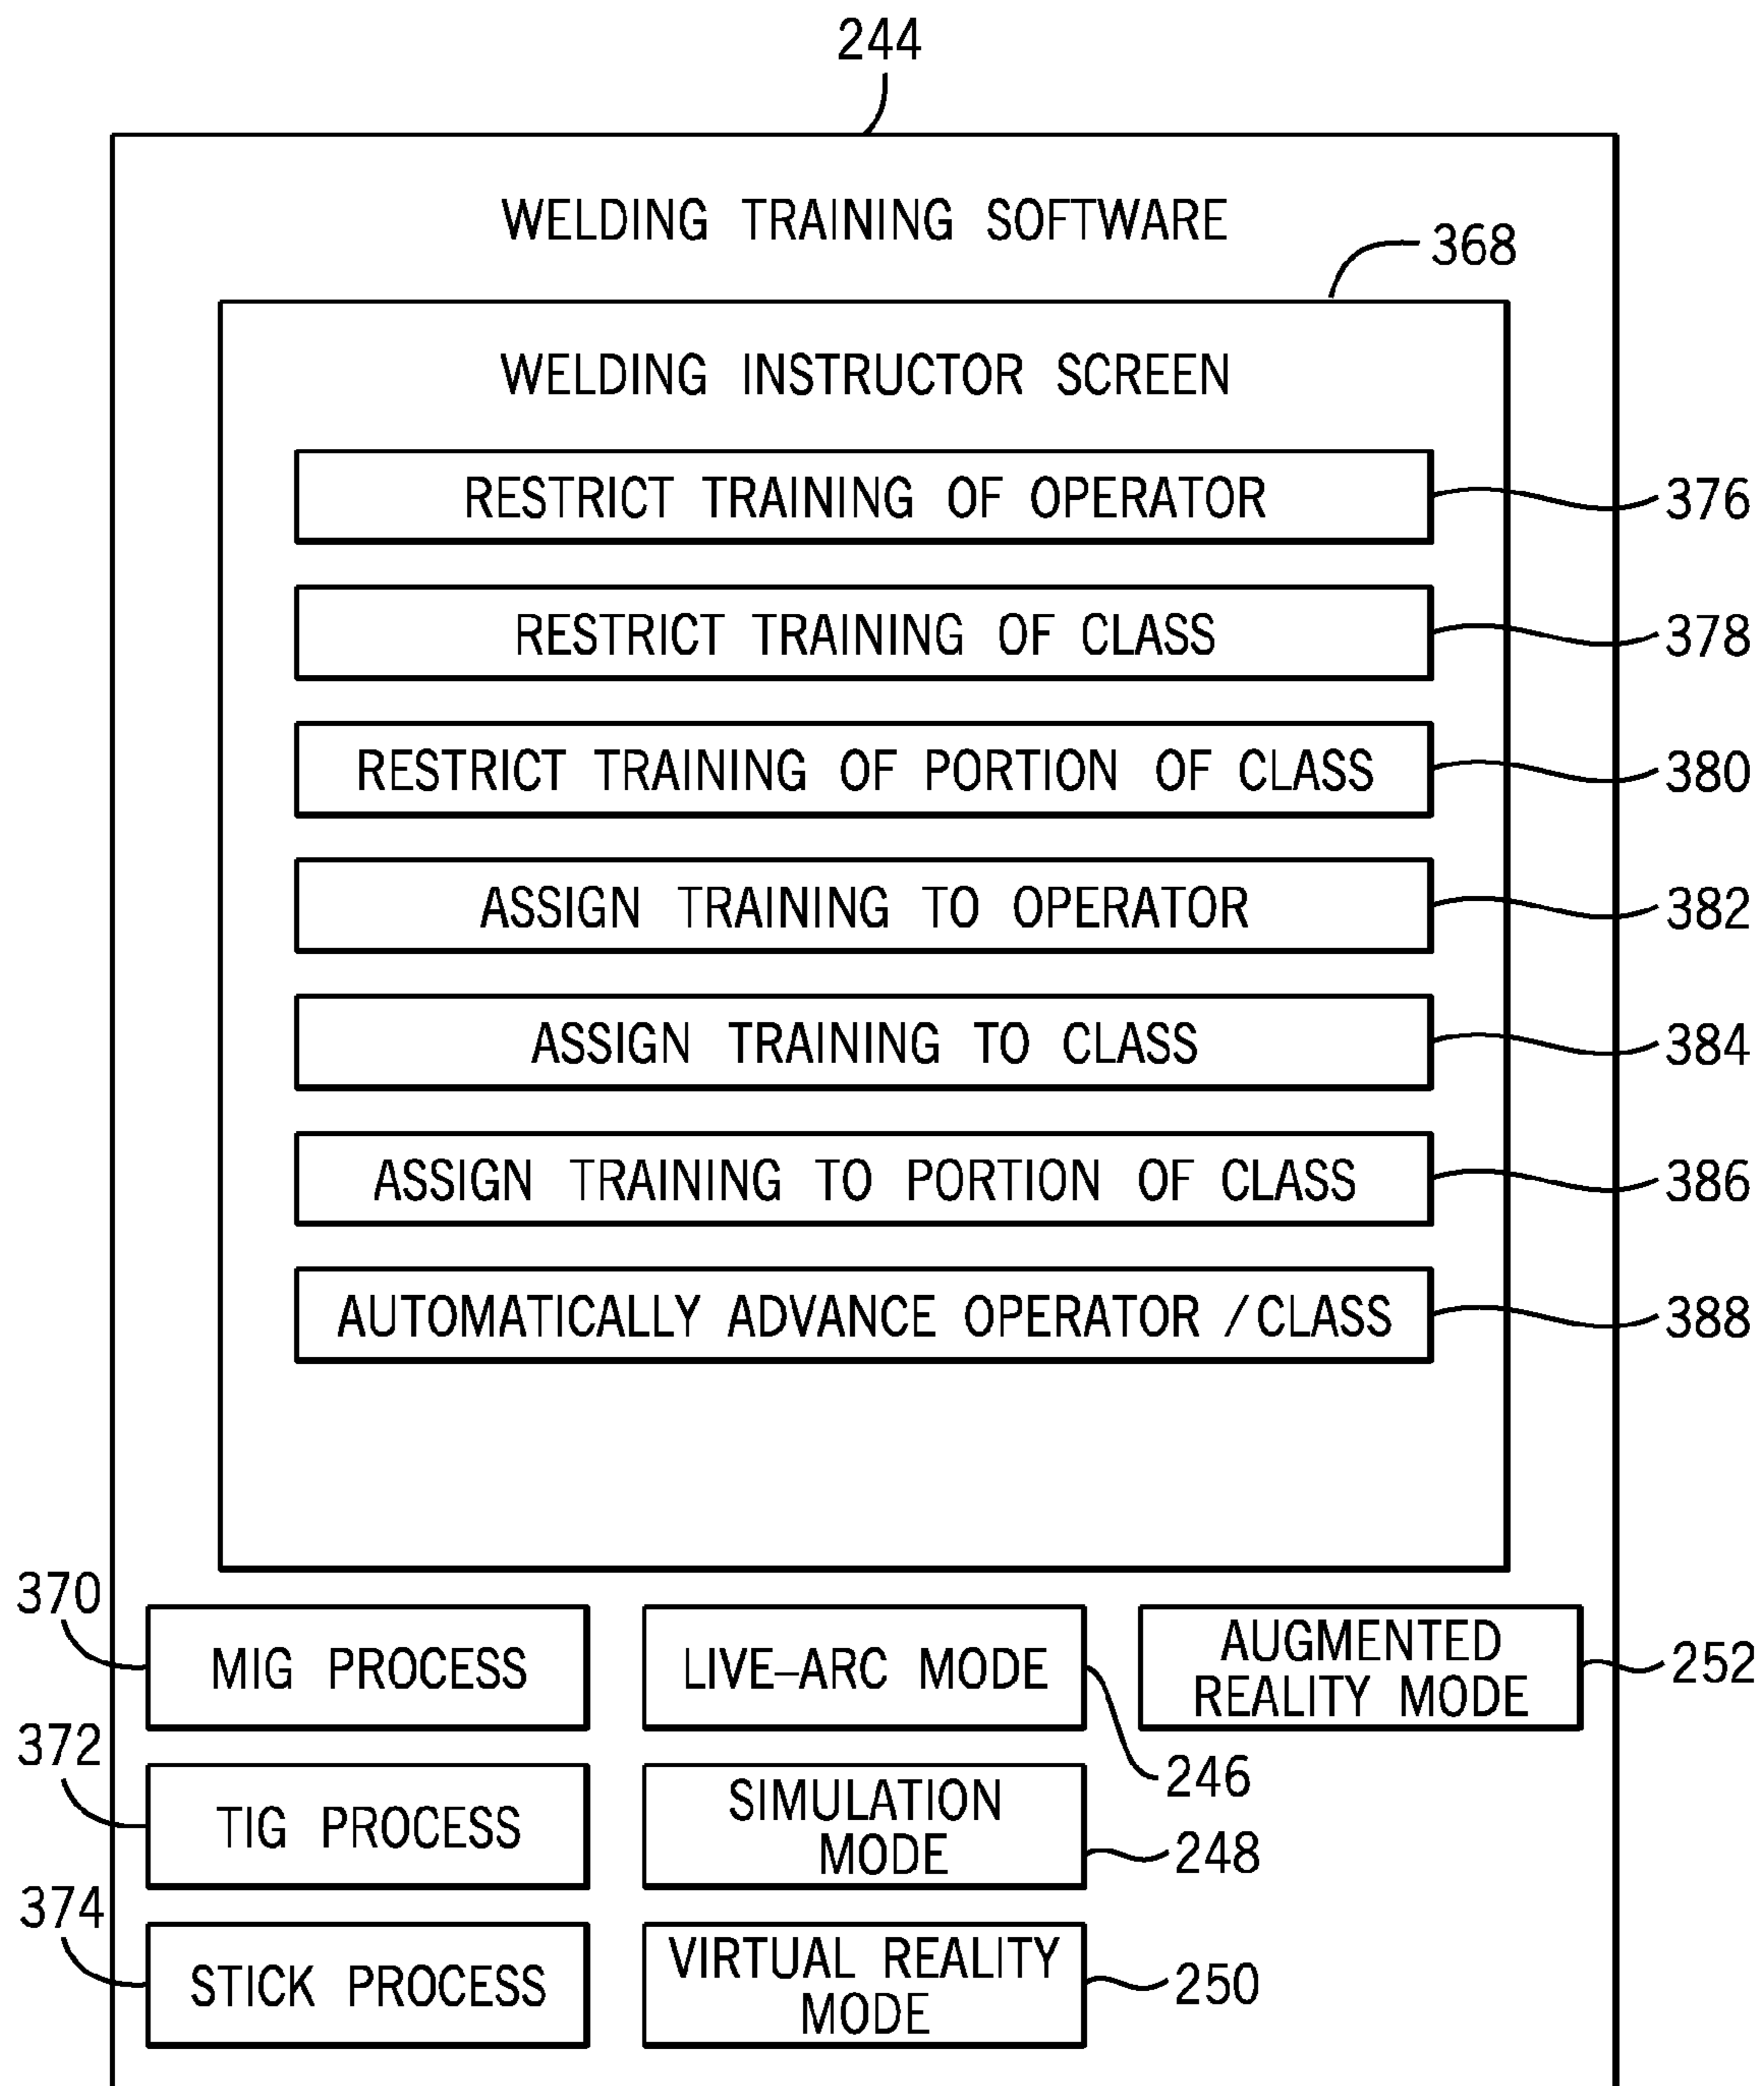 244
WELDING TRAINING SOFTWARE
368
WELDING INSTRUCTOR SCREEN
RESTRICT TRAINING OF OPERATOR
376
RESTRICT TRAINING OF CLASS
378
RESTRICT TRAINING OF PORTION OF CLASS
380
ASSIGN TRAINING TO OPERATOR
382
ASSIGN TRAINING TO CLASS
384
ASSIGN TRAINING TO PORTION OF CLASS
386
AUTOMATICALLY ADVANCE OPERATOR /CLASS
388
370
MIG PROCESS
LIVE–ARC MODE
AUGMENTED
REALITY MODE
252
372
246
TIG PROCESS
SIMULATION
MODE
248
374
STICK PROCESS
VIRTUAL REALITY
MODE
250